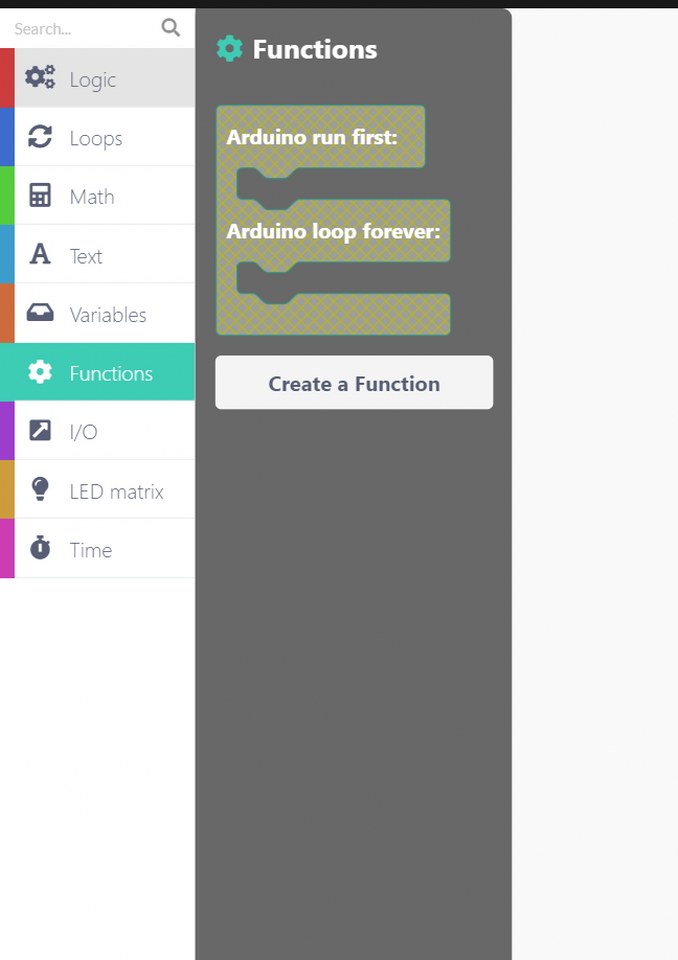 Search...
Logic
Loops
Math
Text
Variables
Functions
I/O
LED matrix
Time
Functions
Arduino run first:
Arduino loop forever:
Create a Function